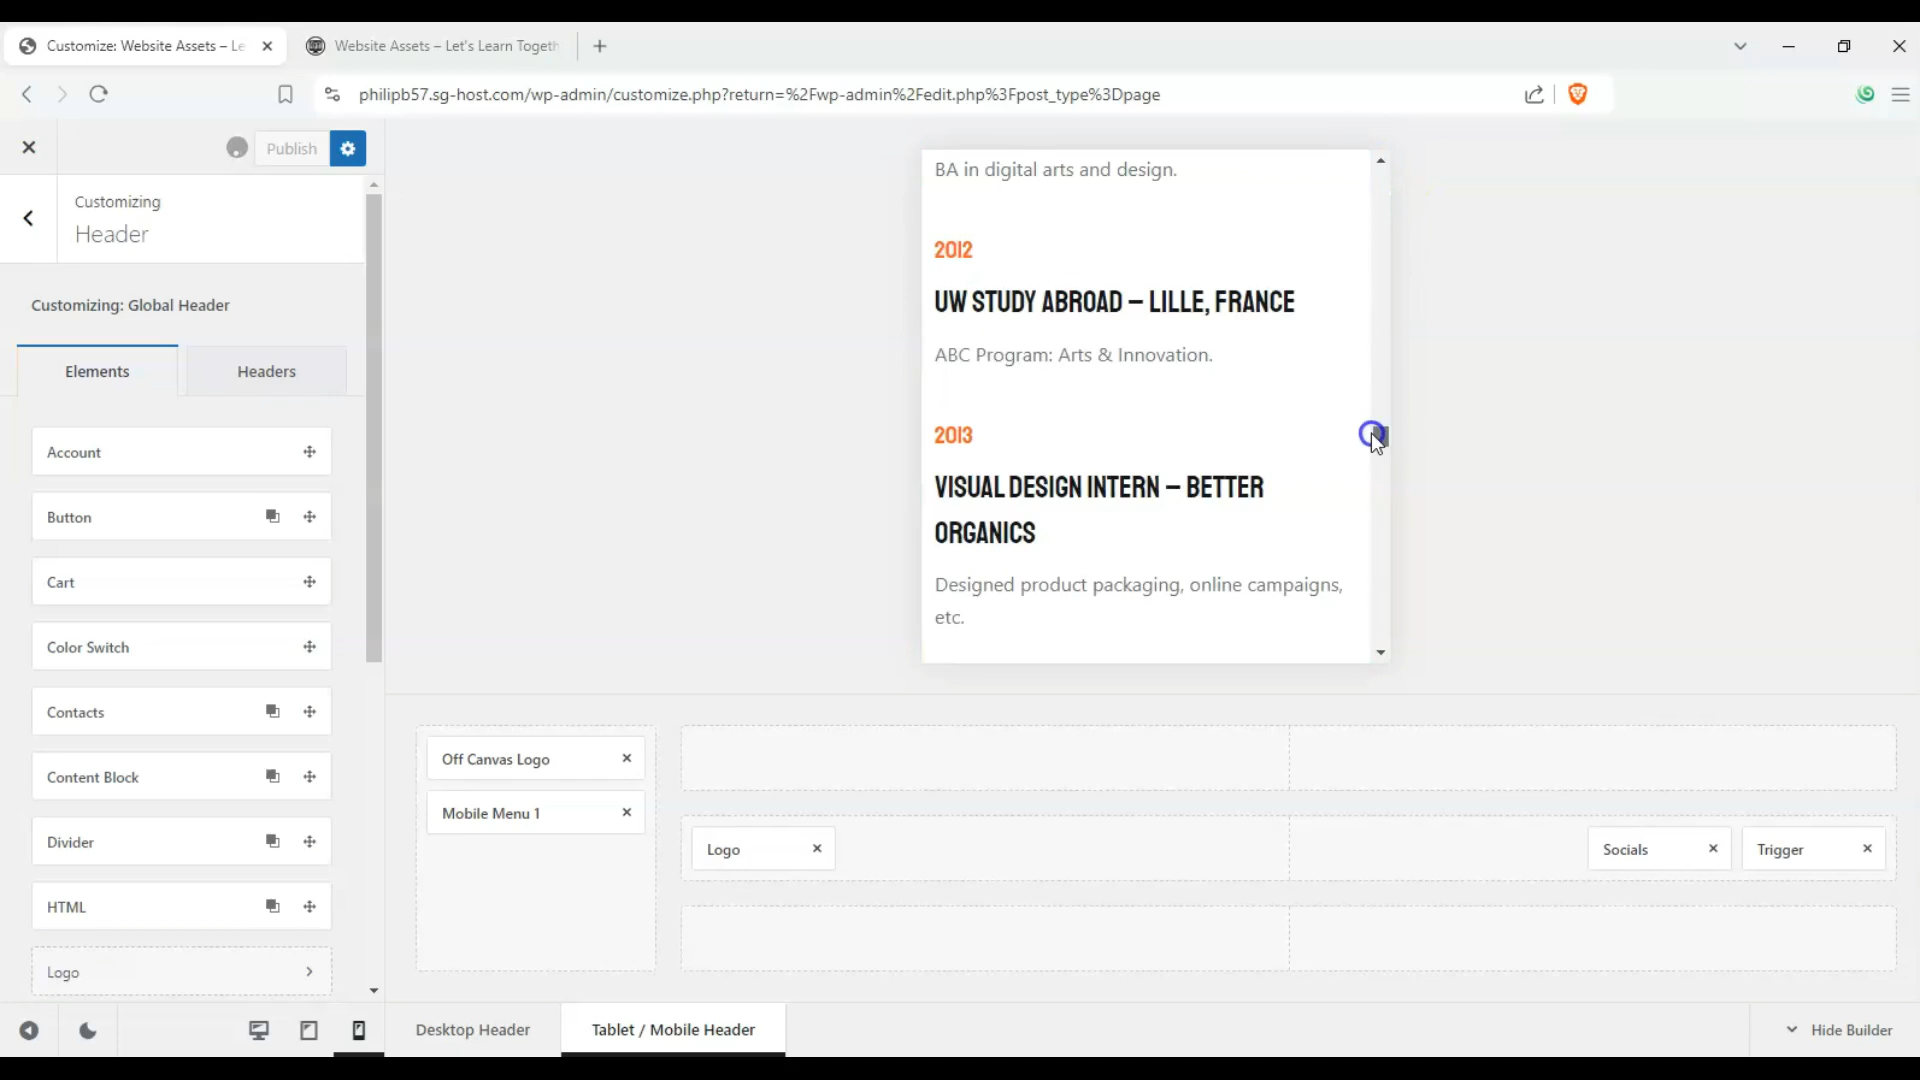 Customize: Website Assets – Le
Website Assets – Let's Learn Togeth
philipb57.sg-host.com/wp-admin/customize.php?return=%2Fwp-admin%2Fedit.php%3Fpost_type%3Dpage
Publish
Customizing
Header
Customizing: Global Header
Elements
Headers
Account
Button
Cart
Color Switch
Contacts
Content Block
Divider
HTML
Logo
BA in digital arts and design.
2012
UW STUDY ABROAD – LILLE, FRANCE
ABC Program: Arts & Innovation.
2013
VISUAL DESIGN INTERN – BETTER
ORGANICS
Designed product packaging, online campaigns,
etc.
Off Canvas Logo
Mobile Menu 1
Logo
Socials
Trigger
Desktop Header
Tablet / Mobile Header
Hide Builder